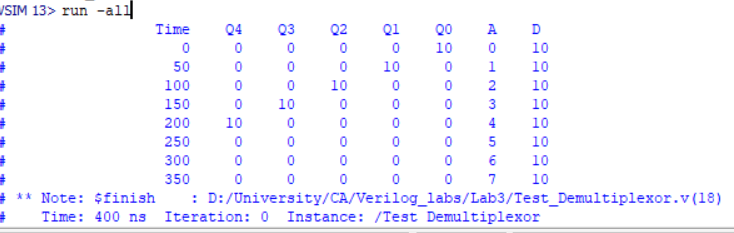 VSIM 13> run -all
# Time Q4 Q3 Q2 Q1 Q0 A D
# 0 0 0 0 0 10 0 10
# 50 0 0 0 10 0 1 10
# 100 0 0 10 0 0 2 10
# 150 0 10 0 0 0 3 10
# 200 10 0 0 0 0 4 10
# 250 0 0 0 0 0 5 10
# 300 0 0 0 0 0 6 10
# 350 0 0 0 0 0 7 10
# ** Note: $finish : D:/University/CA/Verilog_labs/Lab3/Test_Demultiplexor.v(18)
# Time: 400 ns Iteration: 0 Instance: /Test_Demultiplexor